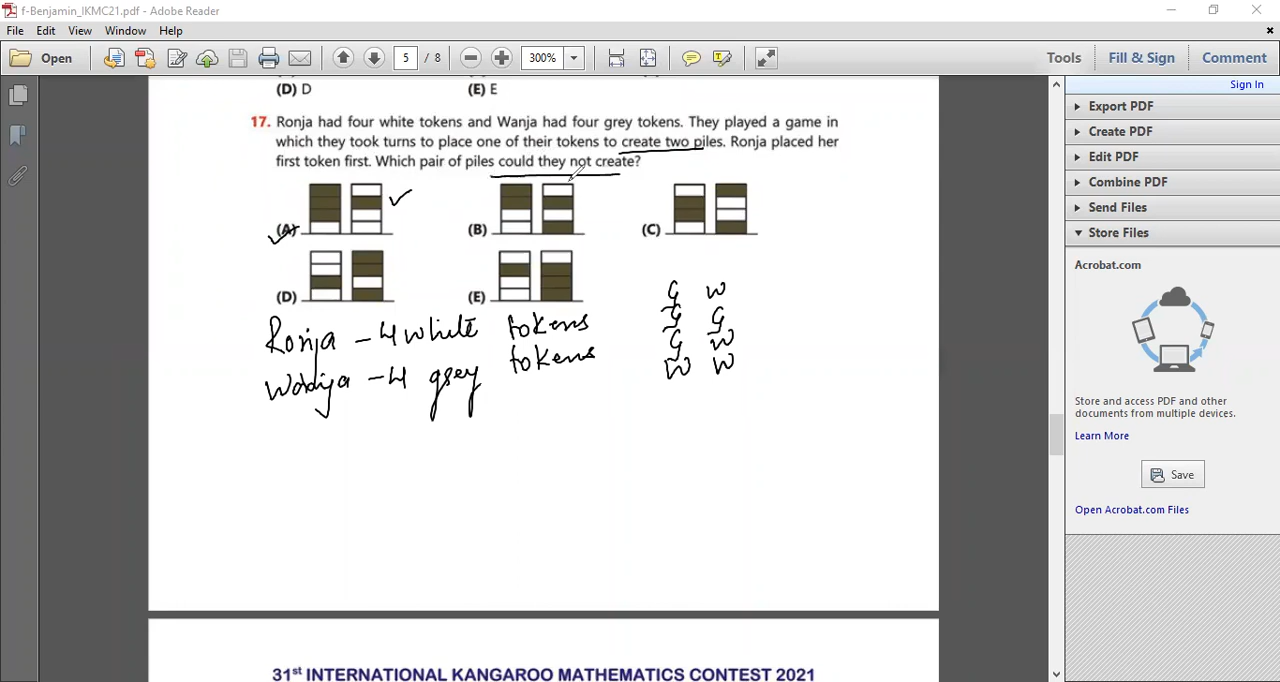 f-Benjamin_IKMC21.pdf - Adobe Reader
File Edit View Window Help
Open 5 / 8 300% Tools Fill & Sign Comment
Sign In
(D) D (E) E
17. Ronja had four white tokens and Wanja had four grey tokens. They played a game in
which they took turns to place one of their tokens to create two piles. Ronja placed her
first token first. Which pair of piles could they not create?
(A) (B) (C)
(D) (E)
G W
G G
G W
W W
Ronja - 4 white tokens
Wanja - 4 grey tokens
31st INTERNATIONAL KANGAROO MATHEMATICS CONTEST 2021
Export PDF
Create PDF
Edit PDF
Combine PDF
Send Files
Store Files
Acrobat.com
Store and access PDF and other
documents from multiple devices.
Learn More
Save
Open Acrobat.com Files